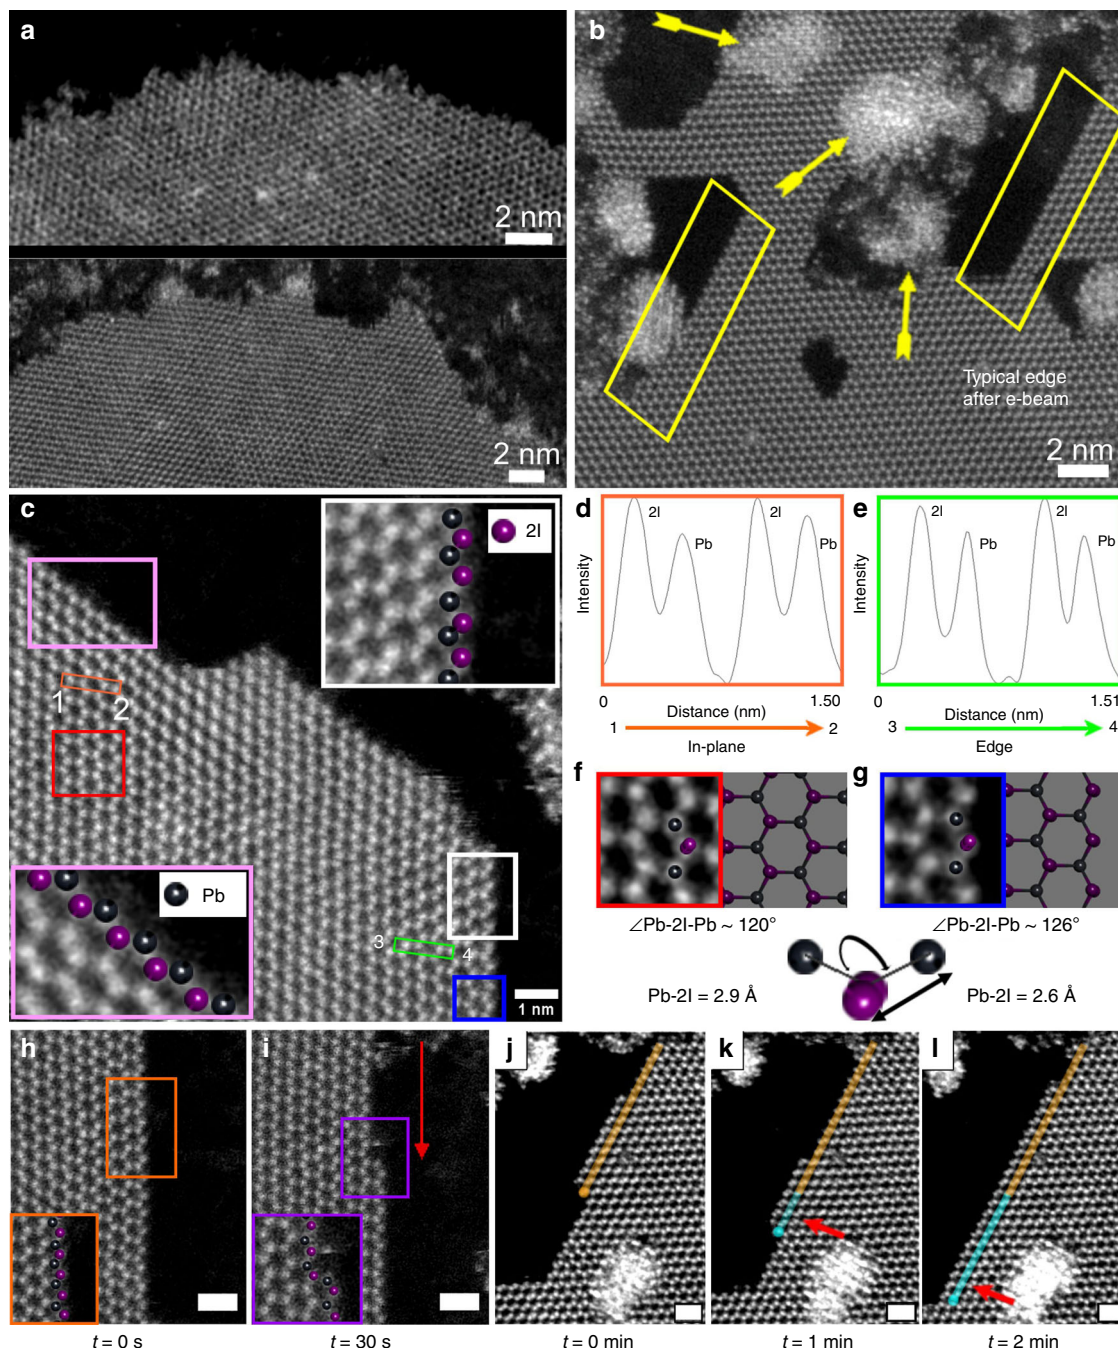 a
2 nm
2 nm
b
Typical edge
after e-beam
2 nm
c
2I
1
2
Pb
3
4
1 nm
d
2I
Pb
2I
Pb
Intensity
0
1.50
Distance (nm)
1
2
In-plane
e
2I
Pb
2I
Pb
Intensity
0
1.51
Distance (nm)
3
4
Edge
f
∠Pb-2I-Pb ~ 120°
Pb-2I = 2.9 Å
g
∠Pb-2I-Pb ~ 126°
Pb-2I = 2.6 Å
h
t = 0 s
i
t = 30 s
j
t = 0 min
k
t = 1 min
l
t = 2 min